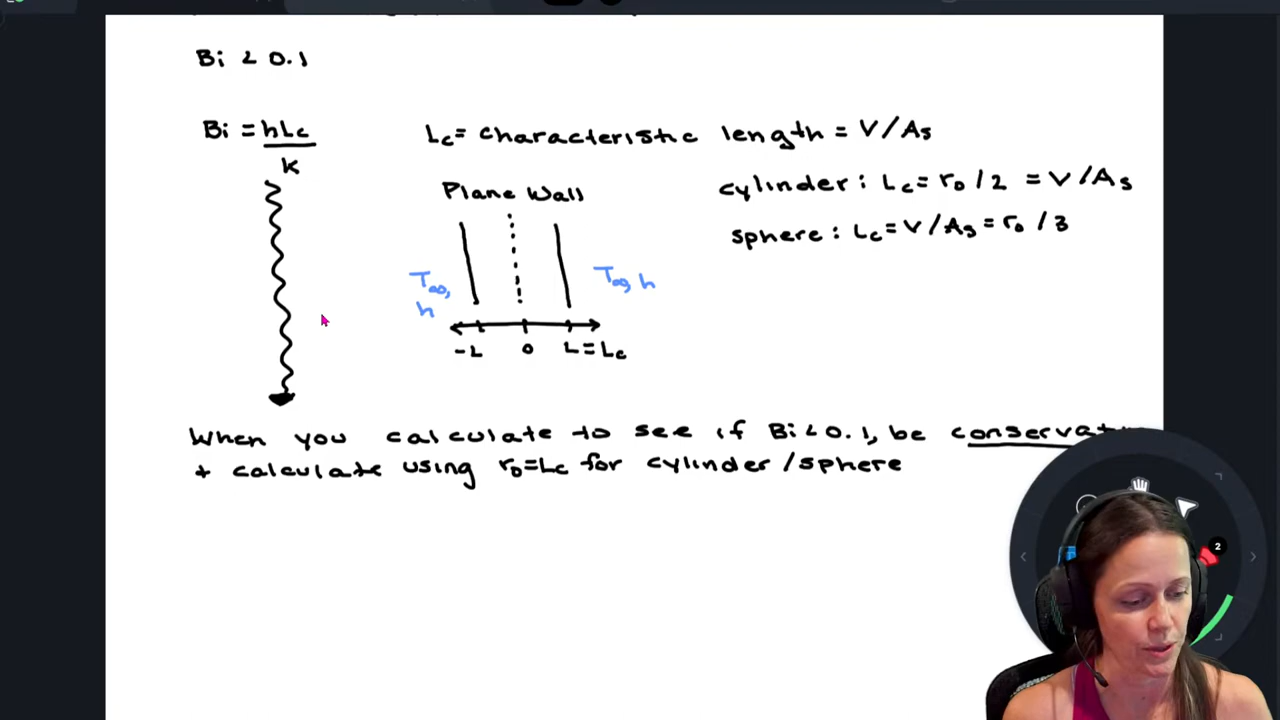 Bi < 0.1
Bi = hLc
k
Lc = characteristic length = V/As
cylinder: Lc = ro/2 = V/As
sphere: Lc = V/As = ro/3
Plane Wall
T∞, h
T∞, h
-L 0 L=Lc
When you calculate to see if Bi<0.1, be
+ calculate using ro=Lc for cylinder/sphere
2